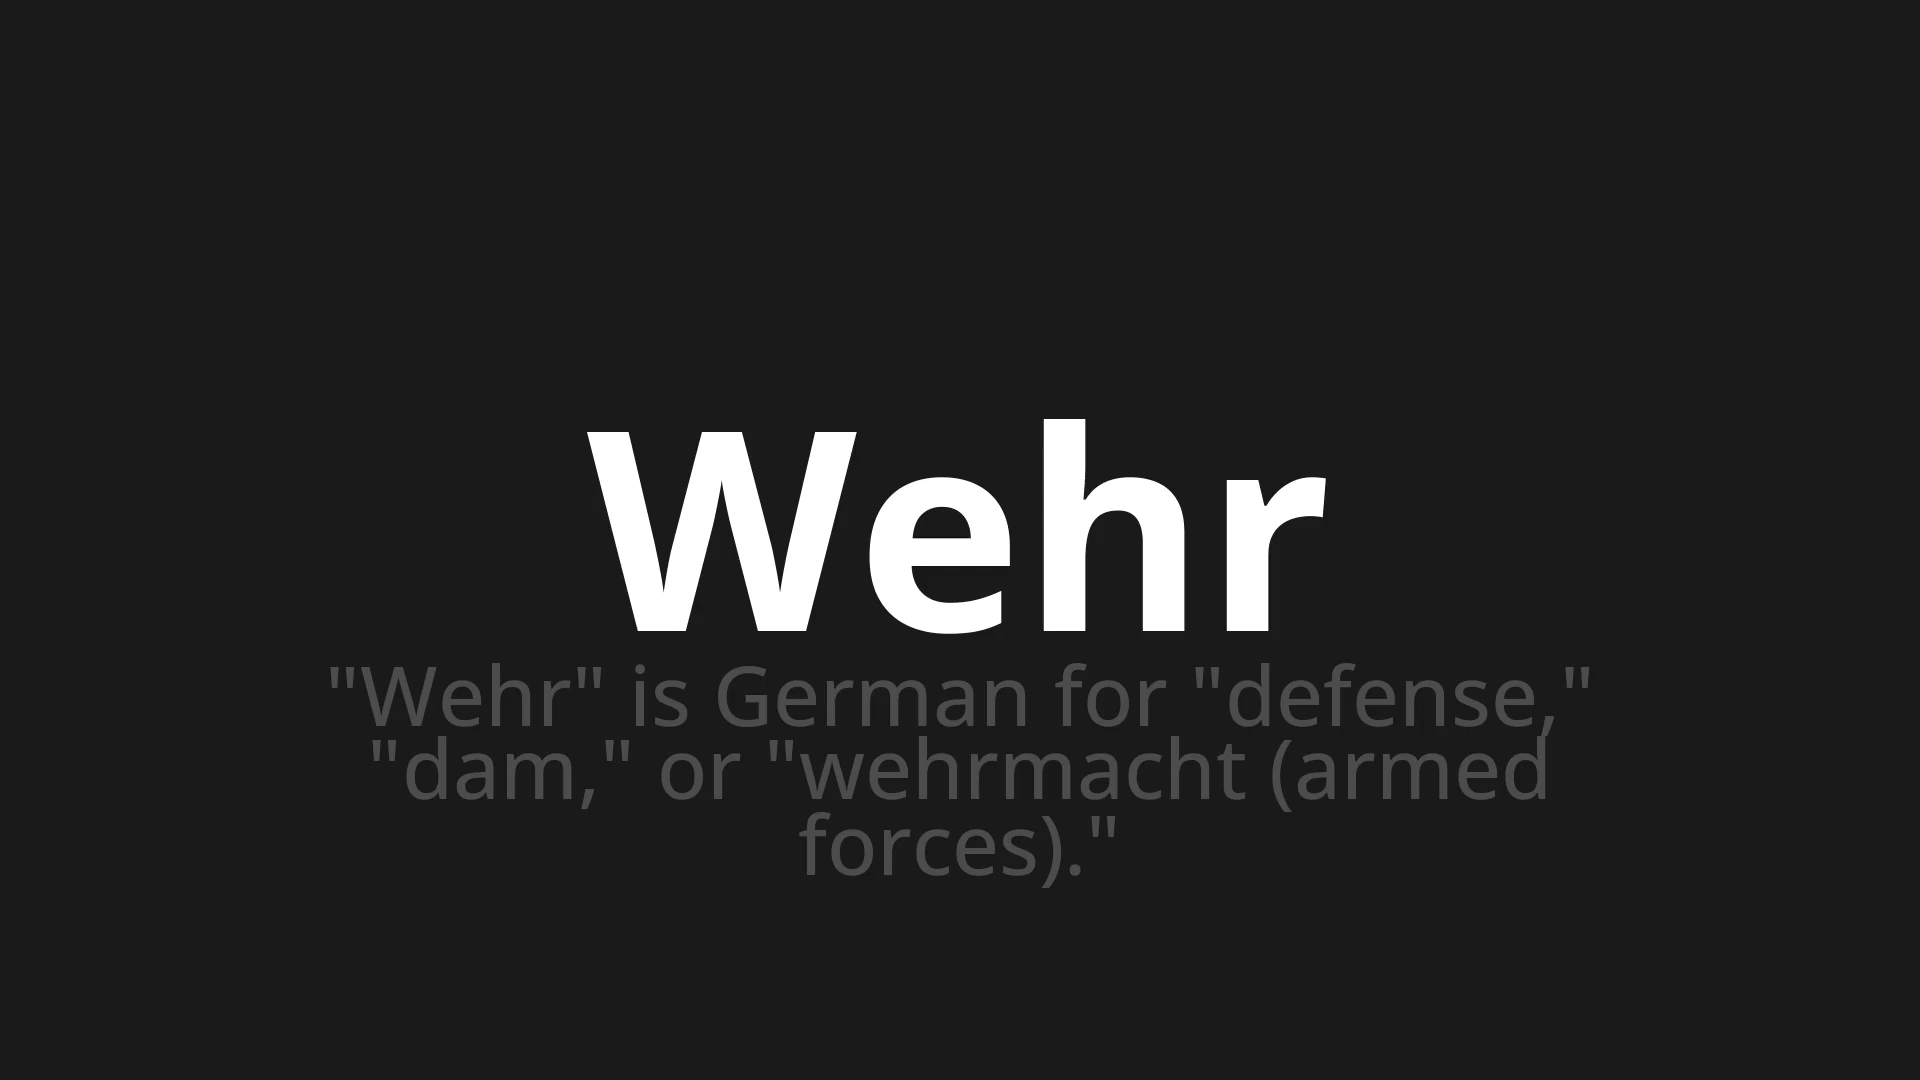 Wehr
"Wehr" is German for "defense,"
"dam," or "wehrmacht (armed
forces)."